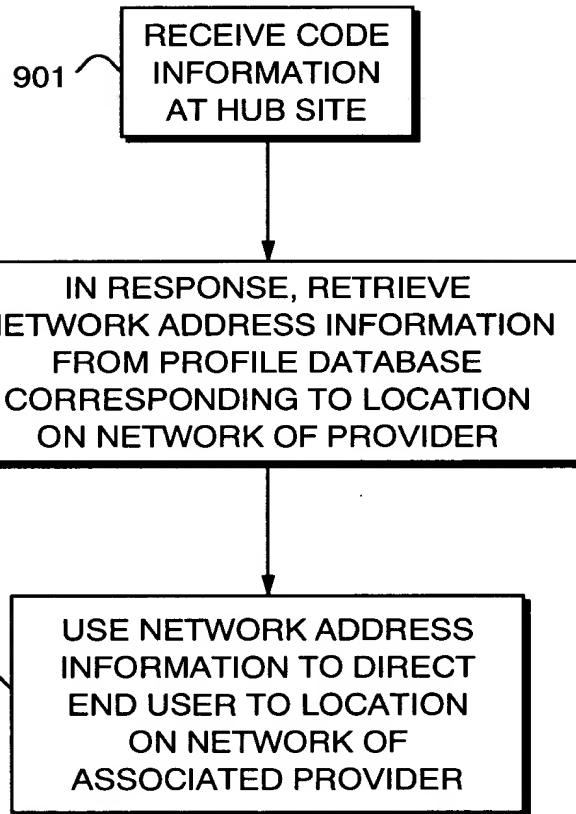 RECEIVE CODE
INFORMATION
AT HUB SITE
901
IN RESPONSE, RETRIEVE
NETWORK ADDRESS INFORMATION
FROM PROFILE DATABASE
CORRESPONDING TO LOCATION
ON NETWORK OF PROVIDER
USE NETWORK ADDRESS
INFORMATION TO DIRECT
END USER TO LOCATION
ON NETWORK OF
ASSOCIATED PROVIDER